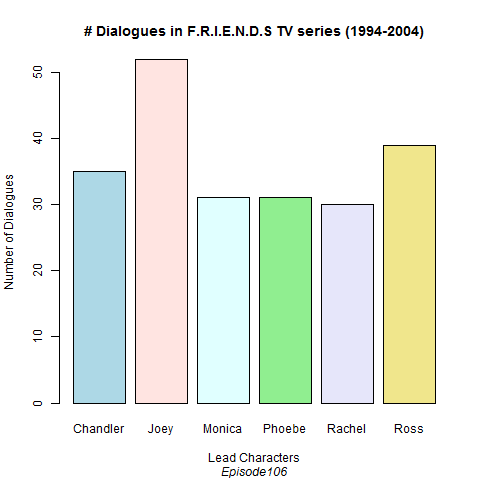 # Dialogues in F.R.I.E.N.D.S TV series (1994-2004)
Number of Dialogues
50
40
30
20
10
0
Chandler Joey Monica Phoebe Rachel Ross
Lead Characters
Episode106